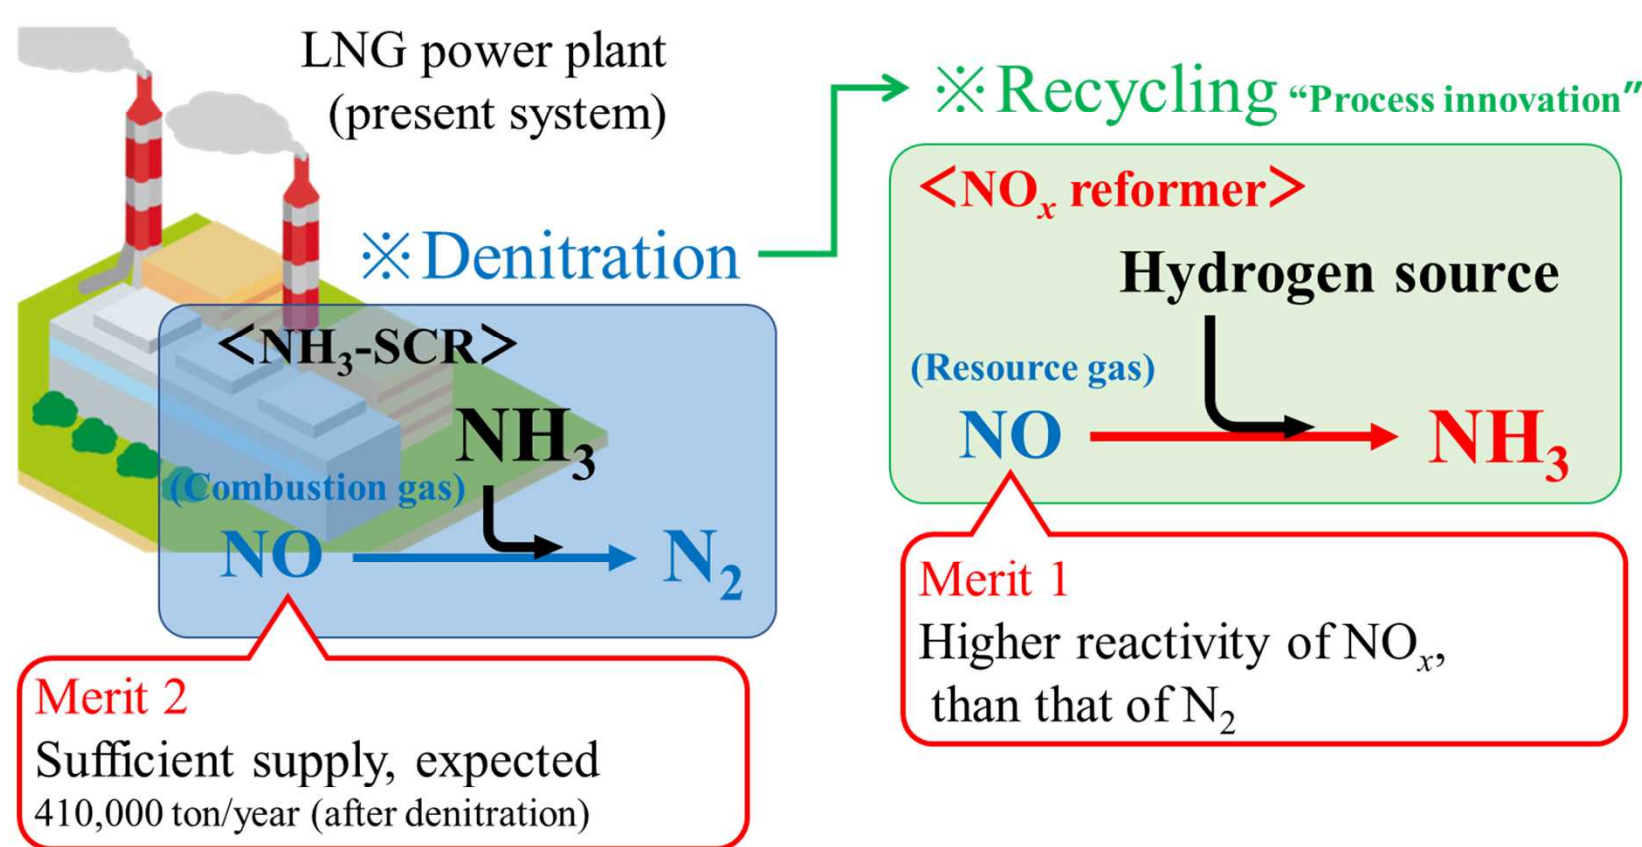 LNG power plant
(present system)
※Denitration
<NH₃-SCR>
NH₃
(Combustion gas)
NO
N₂
Merit 2
Sufficient supply, expected
410,000 ton/year (after denitration)
※Recycling “Process innovation”
<NOₓ reformer>
Hydrogen source
(Resource gas)
NO
NH₃
Merit 1
Higher reactivity of NOₓ,
than that of N₂